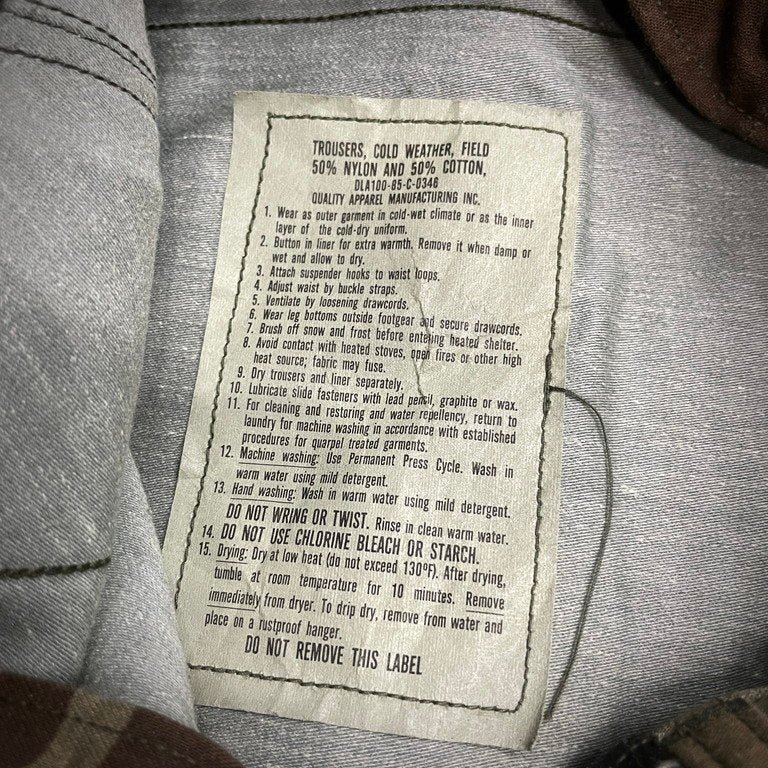 TROUSERS, COLD WEATHER, FIELD
50% NYLON AND 50% COTTON,
DLA100-85-C-0346
QUALITY APPAREL MANUFACTURING INC.
1. Wear as outer garment in cold-wet climate or as the inner
layer of the cold-dry uniform.
2. Button in liner for extra warmth. Remove it when damp or
wet and allow to dry.
3. Attach suspender hooks to waist loops.
4. Adjust waist by buckle straps.
5. Ventilate by loosening drawcords.
6. Wear leg bottoms outside footgear and secure drawcords.
7. Brush off snow and frost before entering heated shelter.
8. Avoid contact with heated stoves, open fires or other high
heat source; fabric may fuse.
9. Dry trousers and liner separately.
10. Lubricate slide fasteners with lead pencil, graphite or wax.
11. For cleaning and restoring and water repellency, return to
laundry for machine washing in accordance with established
procedures for quarpel treated garments.
12. Machine washing: Use Permanent Press Cycle. Wash in
warm water using mild detergent.
13. Hand washing: Wash in warm water using mild detergent.
DO NOT WRING OR TWIST. Rinse in clean warm water.
14. DO NOT USE CHLORINE BLEACH OR STARCH.
15. Drying: Dry at low heat (do not exceed 130°F). After drying,
tumble at room temperature for 10 minutes. Remove
immediately from dryer. To drip dry, remove from water and
place on a rustproof hanger.
DO NOT REMOVE THIS LABEL